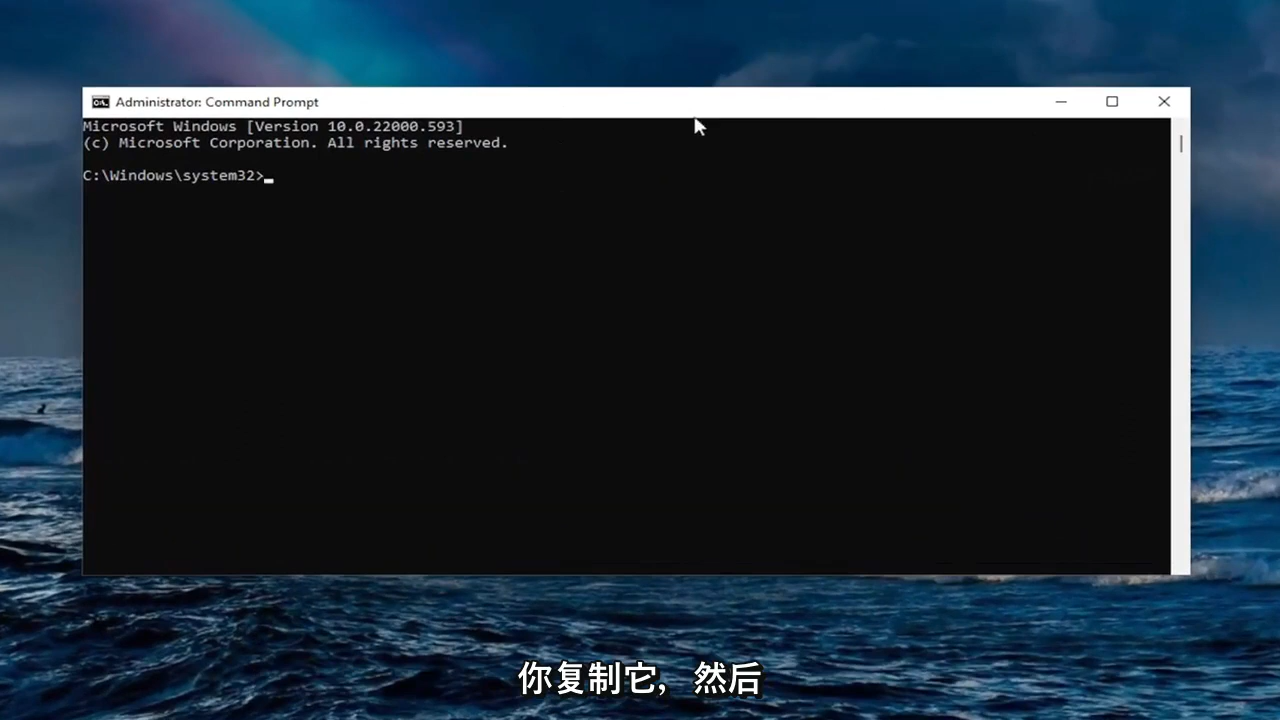 Administrator: Command Prompt
Microsoft Windows [Version 10.0.22000.593]
(c) Microsoft Corporation. All rights reserved.
C:\Windows\system32>
你复制它，然后